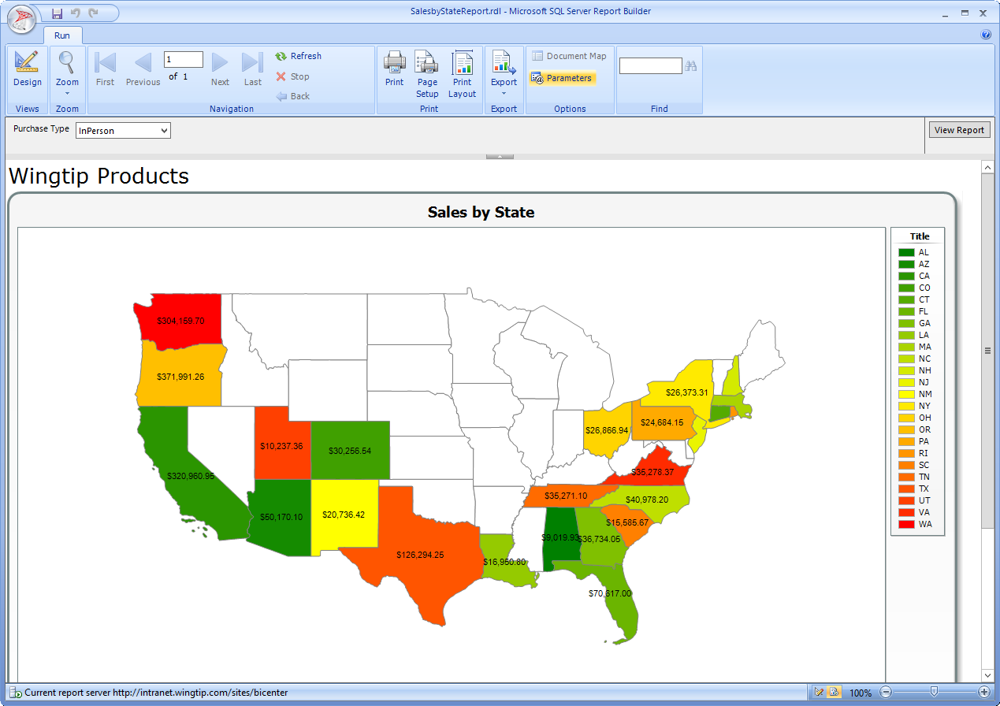 SalesbyStateReport.rdl - Microsoft SQL Server Report Builder
Run
Design
Zoom
First
Previous
1
of 1
Next
Last
Refresh
Stop
Back
Print
Page
Setup
Print
Layout
Export
Document Map
Parameters
Views
Zoom
Navigation
Print
Export
Options
Find
Purchase Type
InPerson
View Report
Wingtip Products
Sales by State
$304,159.70
$371,991.26
$26,373.31
$24,684.15
$26,866.94
$10,237.36
$30,256.54
$35,278.37
$320,960.95
$35,271.10
$40,978.20
$50,170.10
$20,736.42
$15,585.67
$9,019.93
$36,734.05
$126,294.25
$16,950.80
$70,617.00
Title
AL
AZ
CA
CO
CT
FL
GA
LA
MA
NC
NH
NJ
NM
NY
OH
OR
PA
RI
SC
TN
TX
UT
VA
WA
Current report server http://intranet.wingtip.com/sites/bicenter
100%